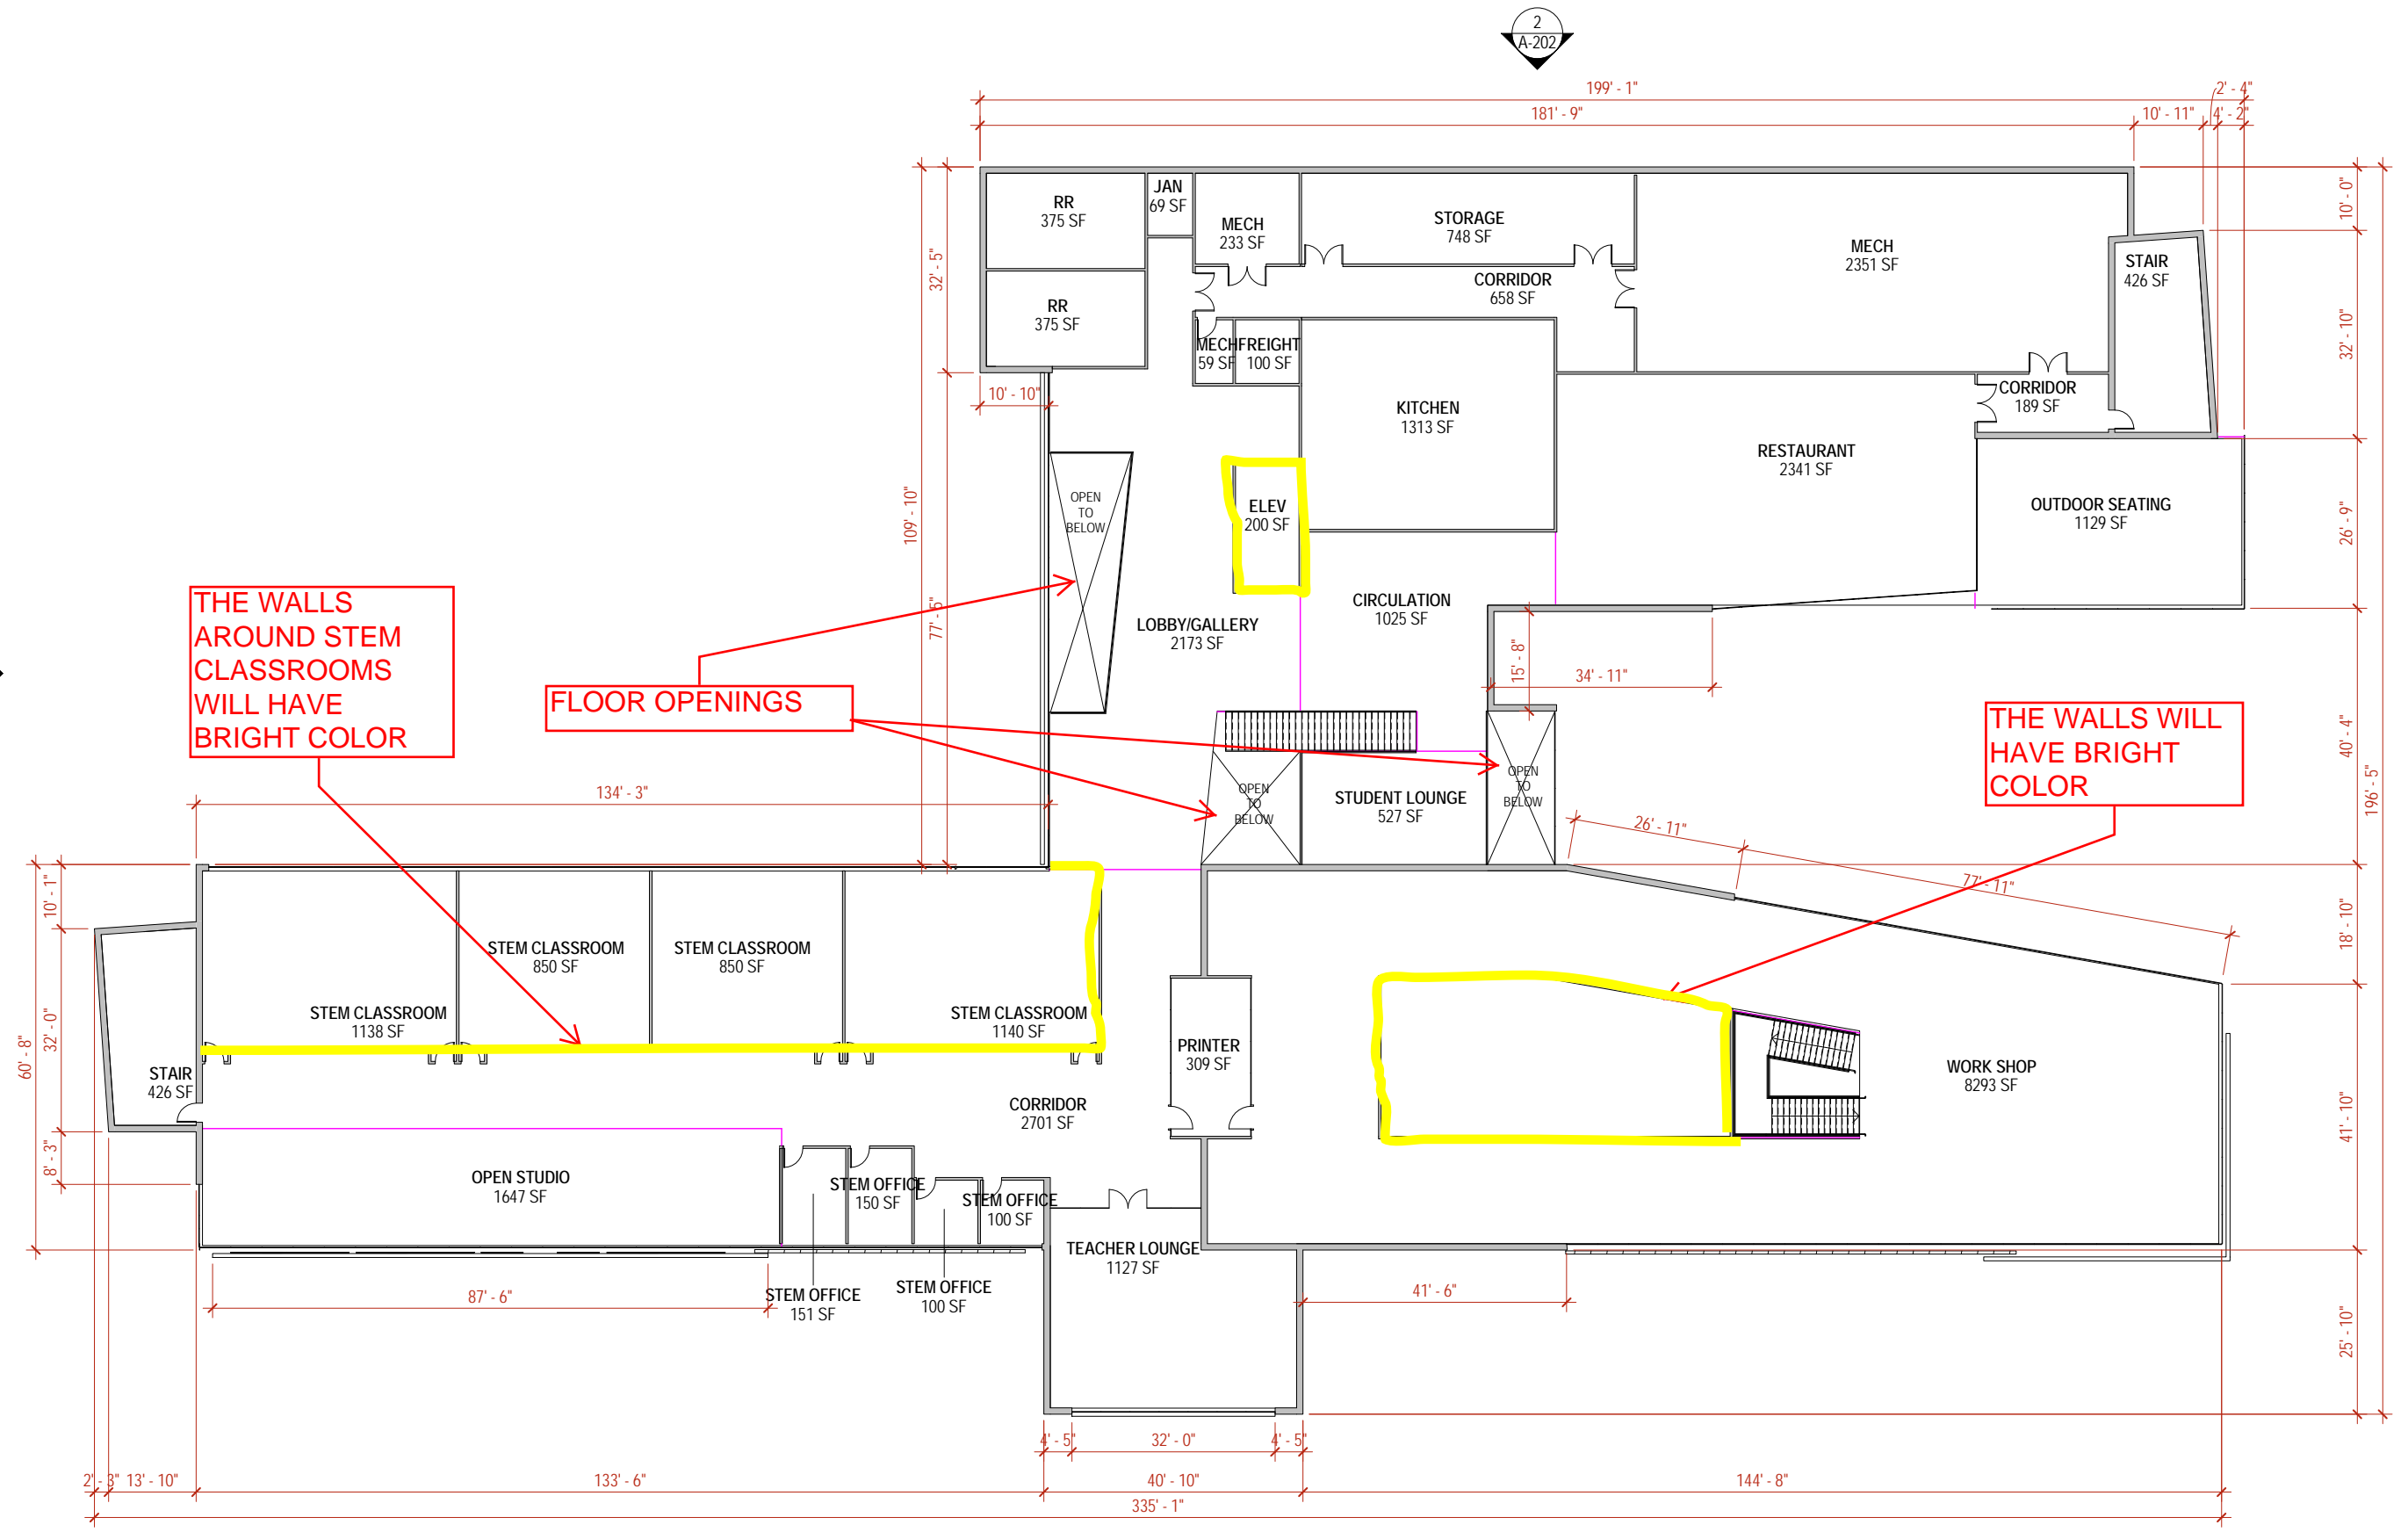 2
A-202
199' - 1"
2' - 4"
181' - 9"
10' - 11"
4' - 2"
RR
375 SF
JAN
69 SF
MECH
233 SF
STORAGE
748 SF
MECH
2351 SF
STAIR
426 SF
10' - 0"
32' - 5"
CORRIDOR
658 SF
RR
375 SF
MECH
59 SF
FREIGHT
100 SF
32' - 10"
10' - 10"
KITCHEN
1313 SF
CORRIDOR
189 SF
RESTAURANT
2341 SF
OPEN
TO
BELOW
ELEV
200 SF
OUTDOOR SEATING
1129 SF
26' - 9"
109' - 10"
77' - 5"
THE WALLS
AROUND STEM
CLASSROOMS
WILL HAVE
BRIGHT COLOR
CIRCULATION
1025 SF
LOBBY/GALLERY
2173 SF
15' - 8"
34' - 11"
FLOOR OPENINGS
THE WALLS WILL
HAVE BRIGHT
COLOR
40' - 4"
196' - 5"
134' - 3"
OPEN
TO
BELOW
STUDENT LOUNGE
527 SF
OPEN
TO
BELOW
26' - 11"
77' - 11"
10' - 1"
18' - 10"
STEM CLASSROOM
850 SF
STEM CLASSROOM
850 SF
STEM CLASSROOM
1138 SF
STEM CLASSROOM
1140 SF
32' - 0"
60' - 8"
PRINTER
309 SF
WORK SHOP
8293 SF
STAIR
426 SF
CORRIDOR
2701 SF
41' - 10"
8' - 3"
OPEN STUDIO
1647 SF
STEM OFFICE
150 SF
STEM OFFICE
100 SF
TEACHER LOUNGE
1127 SF
STEM OFFICE
151 SF
STEM OFFICE
100 SF
87' - 6"
41' - 6"
25' - 10"
4' - 5"
32' - 0"
4' - 5"
2' - 3"
13' - 10"
133' - 6"
40' - 10"
144' - 8"
335' - 1"